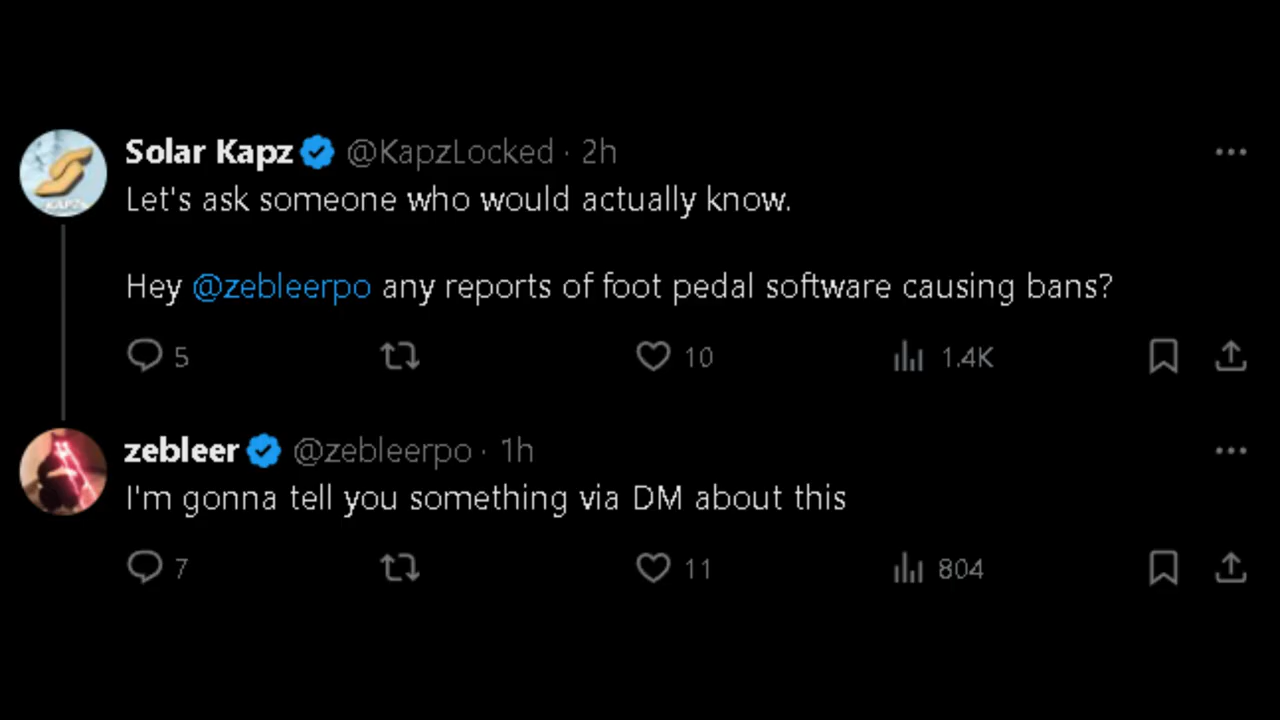 Solar Kapz @KapzLocked · 2h
Let's ask someone who would actually know.
Hey @zebleerpo any reports of foot pedal software causing bans?
5 10 1.4K
zebleer @zebleerpo · 1h
I'm gonna tell you something via DM about this
7 11 804